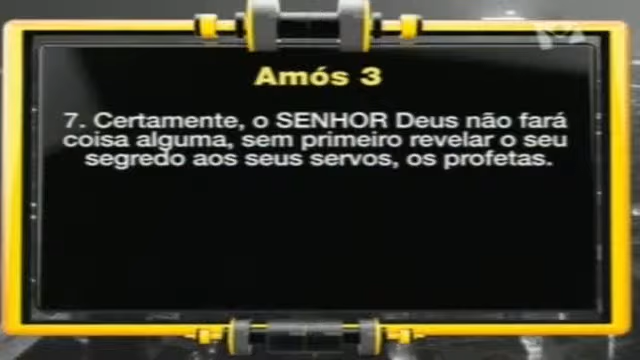 Amós 3
7. Certamente, o SENHOR Deus não fará
coisa alguma, sem primeiro revelar o seu
segredo aos seus servos, os profetas.